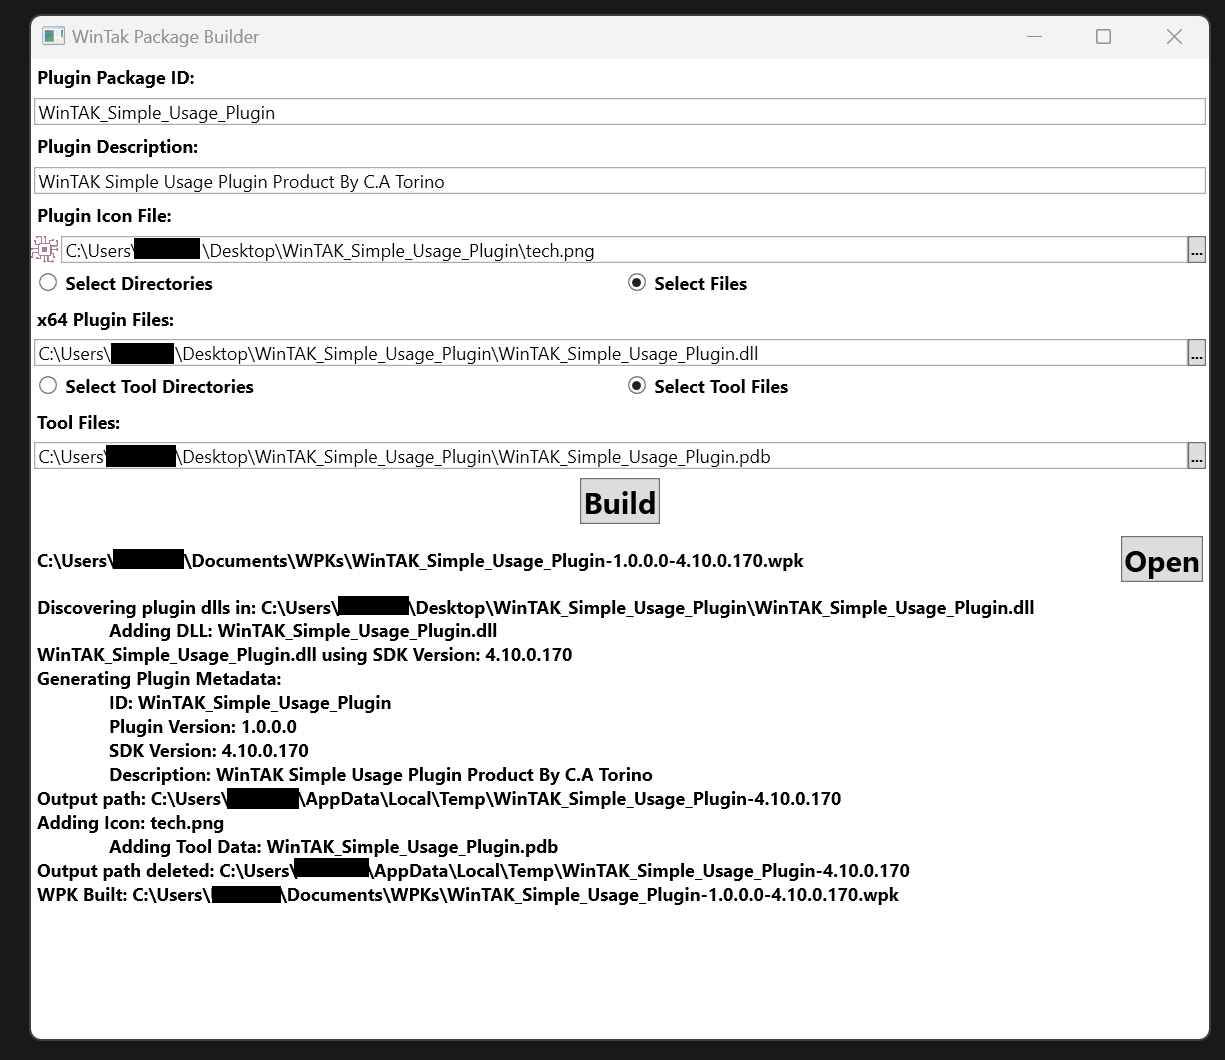 WinTak Package Builder
Plugin Package ID:
WinTAK_Simple_Usage_Plugin
Plugin Description:
WinTAK Simple Usage Plugin Product By C.A Torino
Plugin Icon File:
C:\Users\ \Desktop\WinTAK_Simple_Usage_Plugin\tech.png ...
Select Directories Select Files
x64 Plugin Files:
C:\Users\ \Desktop\WinTAK_Simple_Usage_Plugin\WinTAK_Simple_Usage_Plugin.dll ...
Select Tool Directories Select Tool Files
Tool Files:
C:\Users\ \Desktop\WinTAK_Simple_Usage_Plugin\WinTAK_Simple_Usage_Plugin.pdb ...
Build
C:\Users\ \Documents\WPKs\WinTAK_Simple_Usage_Plugin-1.0.0.0-4.10.0.170.wpk Open
Discovering plugin dlls in: C:\Users\ \Desktop\WinTAK_Simple_Usage_Plugin\WinTAK_Simple_Usage_Plugin.dll
Adding DLL: WinTAK_Simple_Usage_Plugin.dll
WinTAK_Simple_Usage_Plugin.dll using SDK Version: 4.10.0.170
Generating Plugin Metadata:
ID: WinTAK_Simple_Usage_Plugin
Plugin Version: 1.0.0.0
SDK Version: 4.10.0.170
Description: WinTAK Simple Usage Plugin Product By C.A Torino
Output path: C:\Users\ \AppData\Local\Temp\WinTAK_Simple_Usage_Plugin-4.10.0.170
Adding Icon: tech.png
Adding Tool Data: WinTAK_Simple_Usage_Plugin.pdb
Output path deleted: C:\Users\ \AppData\Local\Temp\WinTAK_Simple_Usage_Plugin-4.10.0.170
WPK Built: C:\Users\ \Documents\WPKs\WinTAK_Simple_Usage_Plugin-1.0.0.0-4.10.0.170.wpk